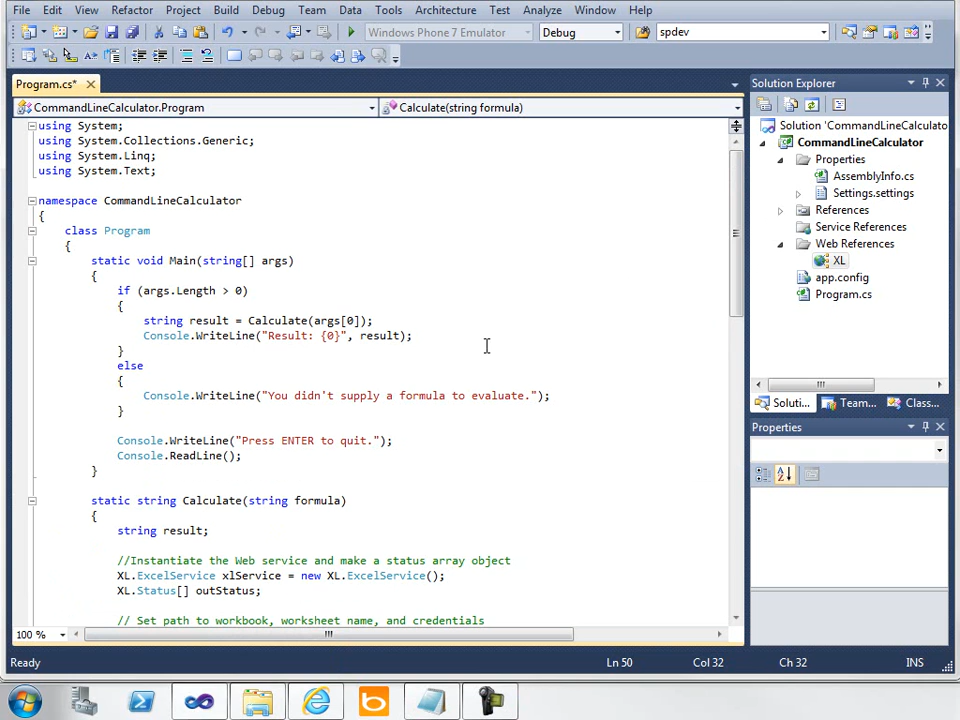 File Edit View Refactor Project Build Debug Team Data Tools Architecture Test Analyze Window Help
Windows Phone 7 Emulator Debug spdev
Program.cs*
Solution Explorer
CommandLineCalculator.Program Calculate(string formula)
using System;
using System.Collections.Generic;
using System.Linq;
using System.Text;
namespace CommandLineCalculator
{
class Program
{
static void Main(string[] args)
{
if (args.Length > 0)
{
string result = Calculate(args[0]);
Console.WriteLine("Result: {0}", result);
}
else
{
Console.WriteLine("You didn't supply a formula to evaluate.");
}
Console.WriteLine("Press ENTER to quit.");
Console.ReadLine();
}
static string Calculate(string formula)
{
string result;
//Instantiate the Web service and make a status array object
XL.ExcelService xlService = new XL.ExcelService();
XL.Status[] outStatus;
// Set path to workbook, worksheet name, and credentials
100 %
Solution 'CommandLineCalculato
CommandLineCalculator
Properties
AssemblyInfo.cs
Settings.settings
References
Service References
Web References
XL
app.config
Program.cs
Soluti... Team... Class...
Properties
Ready Ln 50 Col 32 Ch 32 INS